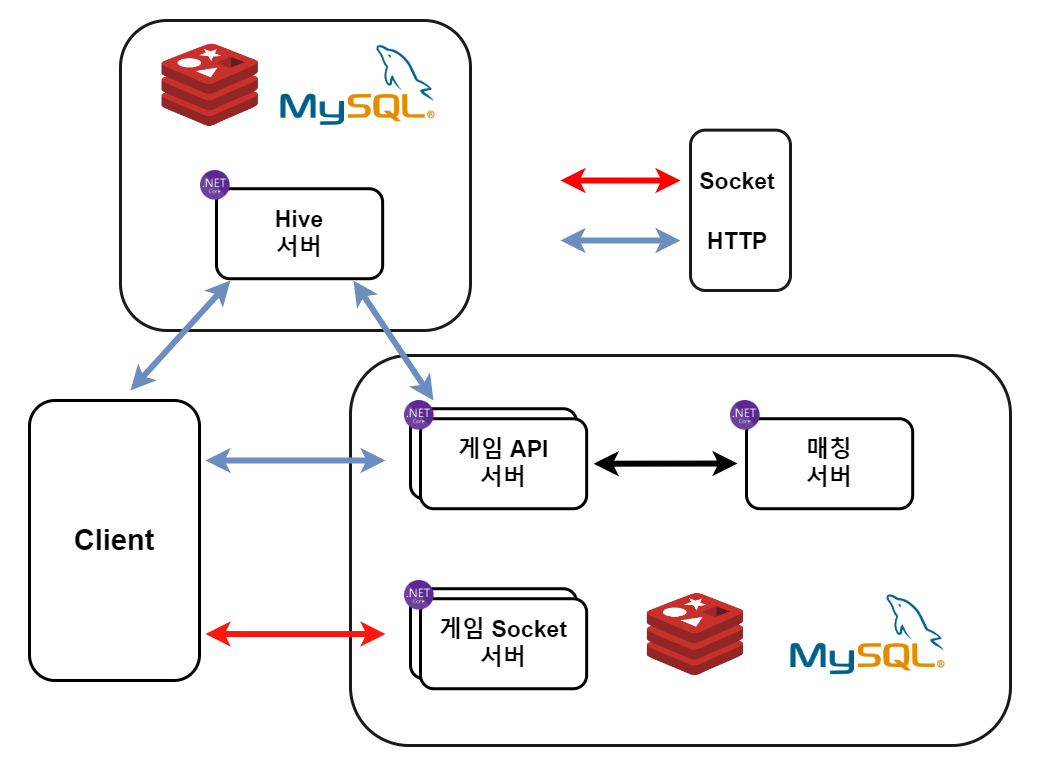 MySQL®
.NET
Core
Hive
서버
Socket
HTTP
.NET
Core
게임 API
서버
.NET
Core
매칭
서버
Client
.NET
Core
게임 Socket
서버
MySQL®